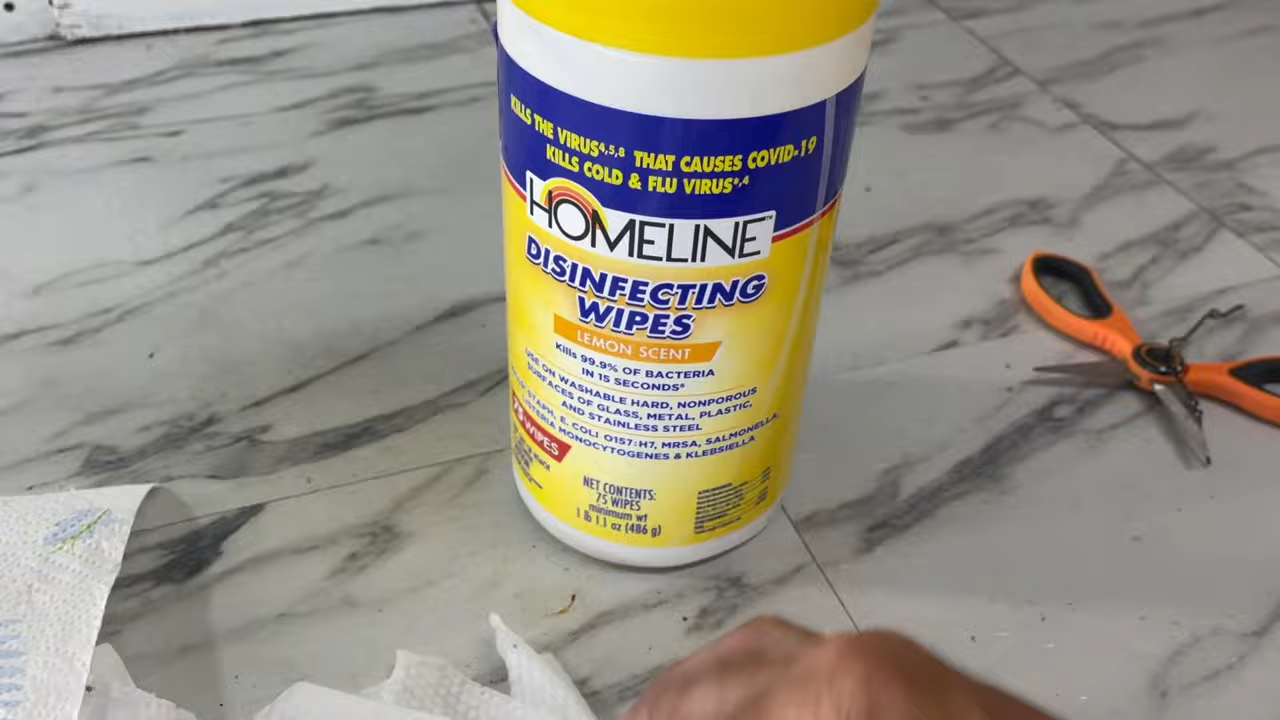 KILLS THE VIRUS4,5,8 THAT CAUSES COVID-19
KILLS COLD & FLU VIRUS*,4
HOMELINE™
DISINFECTING
WIPES
LEMON SCENT
Kills 99.9% OF BACTERIA
IN 15 SECONDS6
USE ON WASHABLE HARD, NONPOROUS
SURFACES OF GLASS, METAL, PLASTIC,
AND STAINLESS STEEL
STAPH, E. COLI O157:H7, MRSA, SALMONELLA,
LISTERIA MONOCYTOGENES & KLEBSIELLA
75 WIPES
NET CONTENTS:
75 WIPES
minimum wt
1 lb 1.1 oz (486 g)